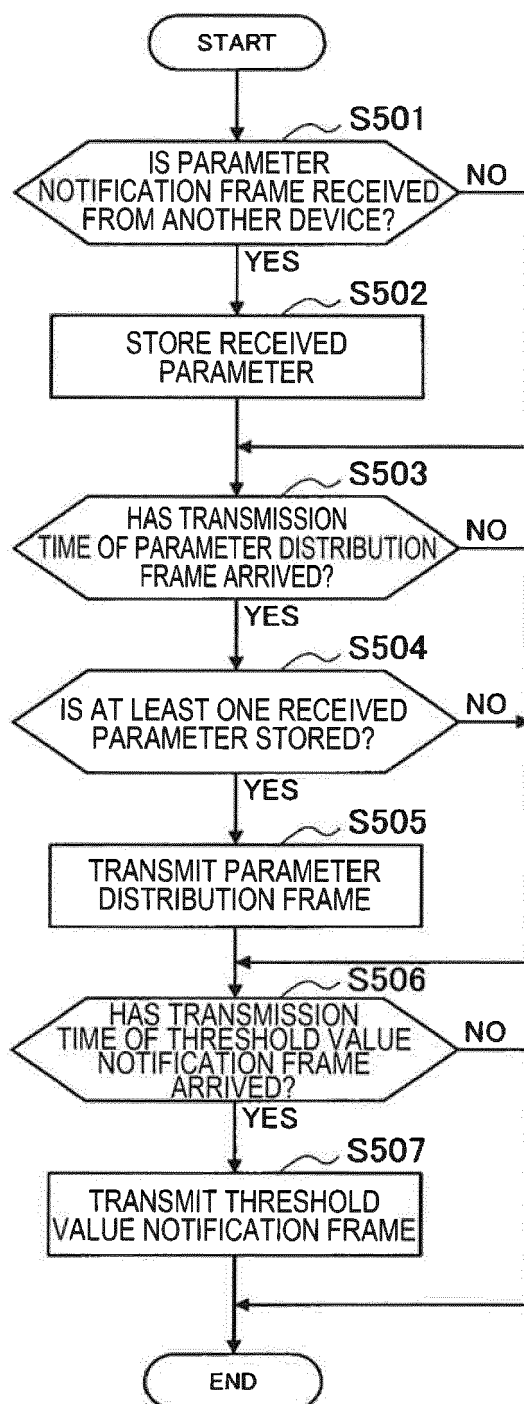 START
S501
IS PARAMETER
NOTIFICATION FRAME RECEIVED
FROM ANOTHER DEVICE?
NO
YES
S502
STORE RECEIVED
PARAMETER
S503
HAS TRANSMISSION
TIME OF PARAMETER DISTRIBUTION
FRAME ARRIVED?
NO
YES
S504
IS AT LEAST ONE RECEIVED
PARAMETER STORED?
NO
YES
S505
TRANSMIT PARAMETER
DISTRIBUTION FRAME
S506
HAS TRANSMISSION
TIME OF THRESHOLD VALUE
NOTIFICATION FRAME
ARRIVED?
NO
YES
S507
TRANSMIT THRESHOLD
VALUE NOTIFICATION FRAME
END